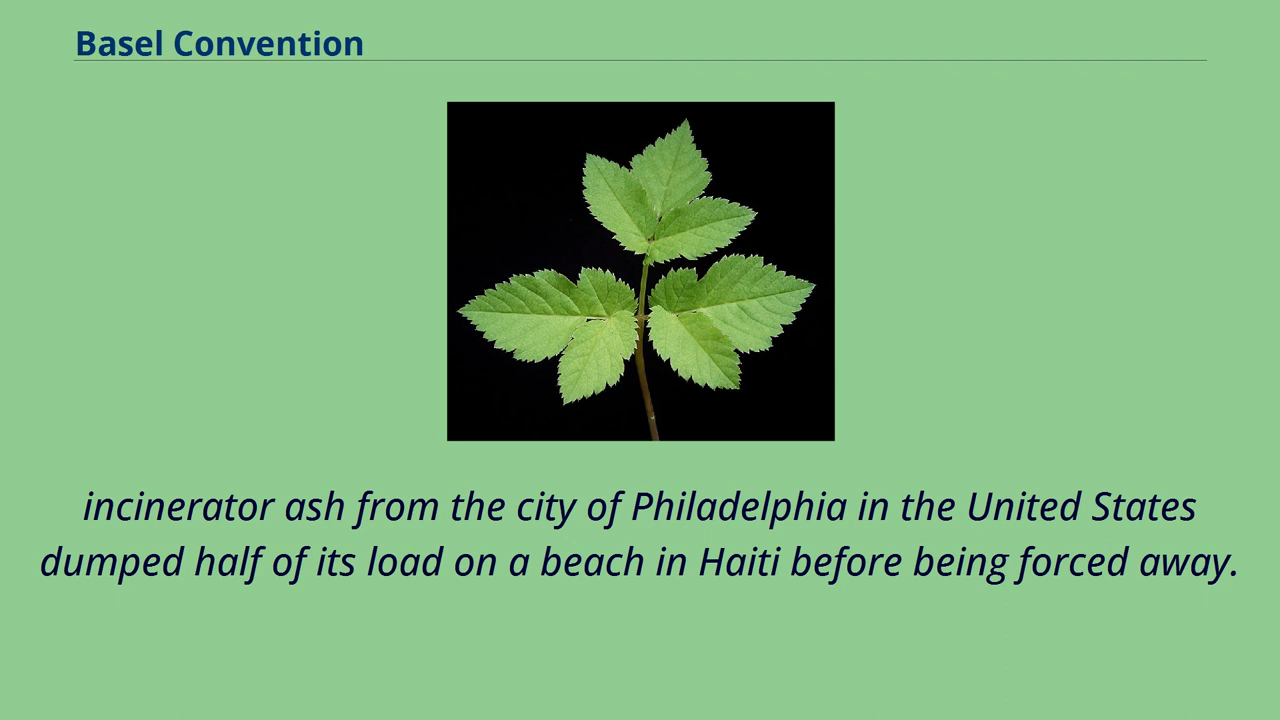 Basel Convention
incinerator ash from the city of Philadelphia in the United States
dumped half of its load on a beach in Haiti before being forced away.